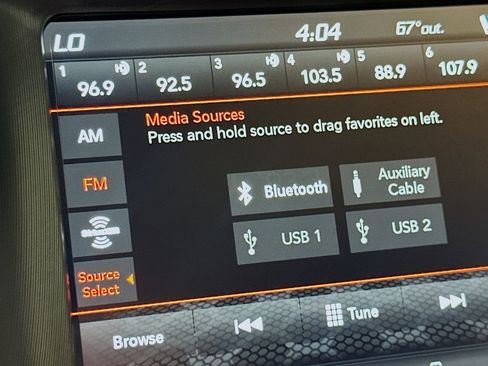 LO 4:04 67°out.
1 2 3 4 5 6
96.9 92.5 96.5 103.5 88.9 107.9
Media Sources
Press and hold source to drag favorites on left.
AM
FM
SiriusXM
Source
Select
Bluetooth
Auxiliary
Cable
USB 1
USB 2
Browse
Tune